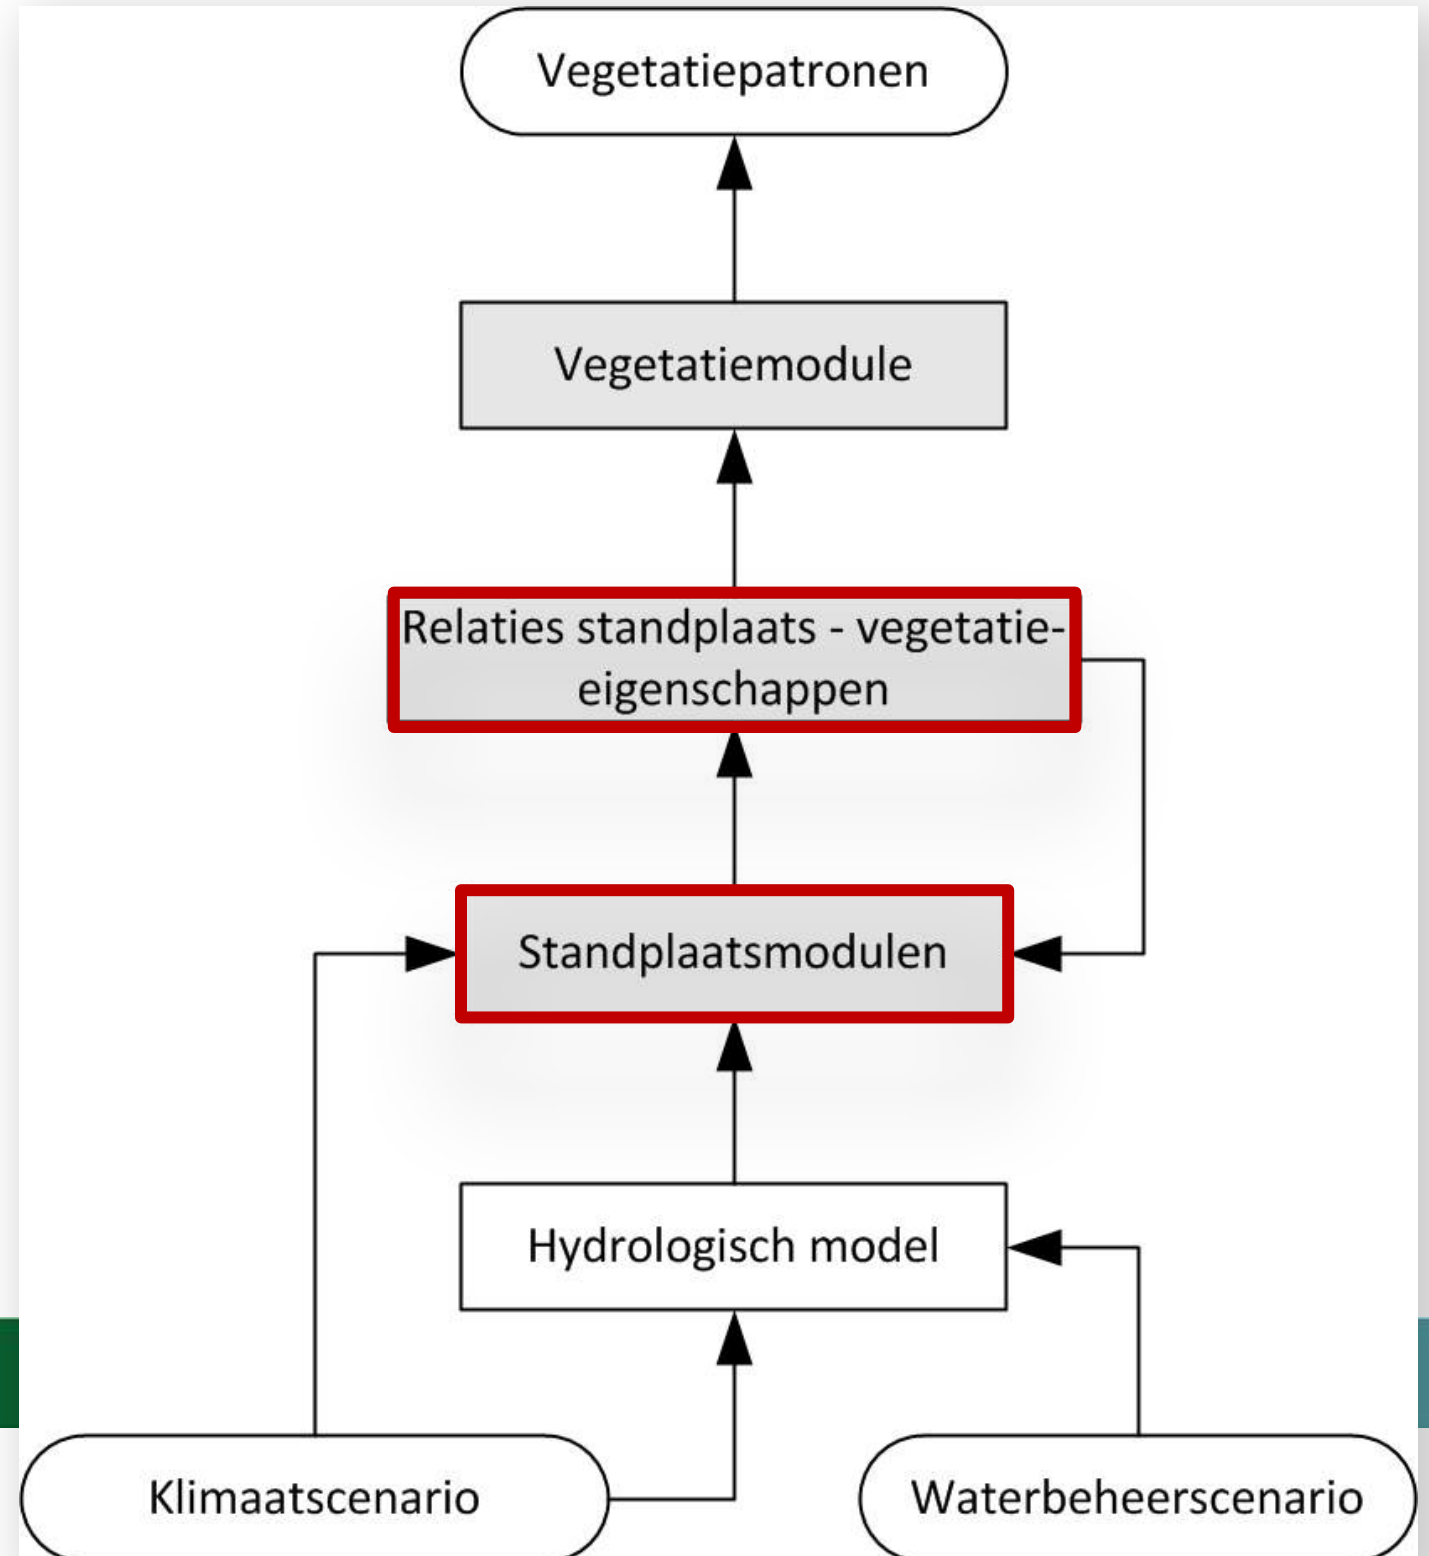 Vegetatiepatronen
Vegetatiemodule
Relaties standplaats - vegetatie-
eigenschappen
Standplaatsmodulen
Hydrologisch model
Klimaatscenario
Waterbeheerscenario